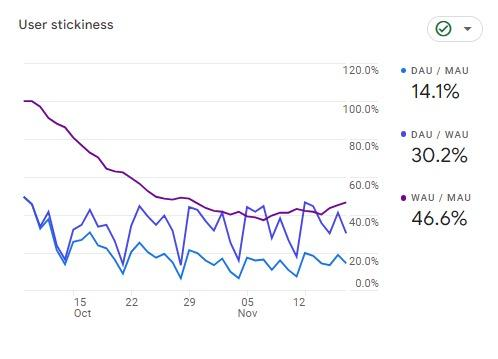 User stickiness
120.0%
100.0%
80.0%
60.0%
40.0%
20.0%
0.0%
15
Oct
22
29
05
Nov
12
DAU / MAU
14.1%
DAU / WAU
30.2%
WAU / MAU
46.6%